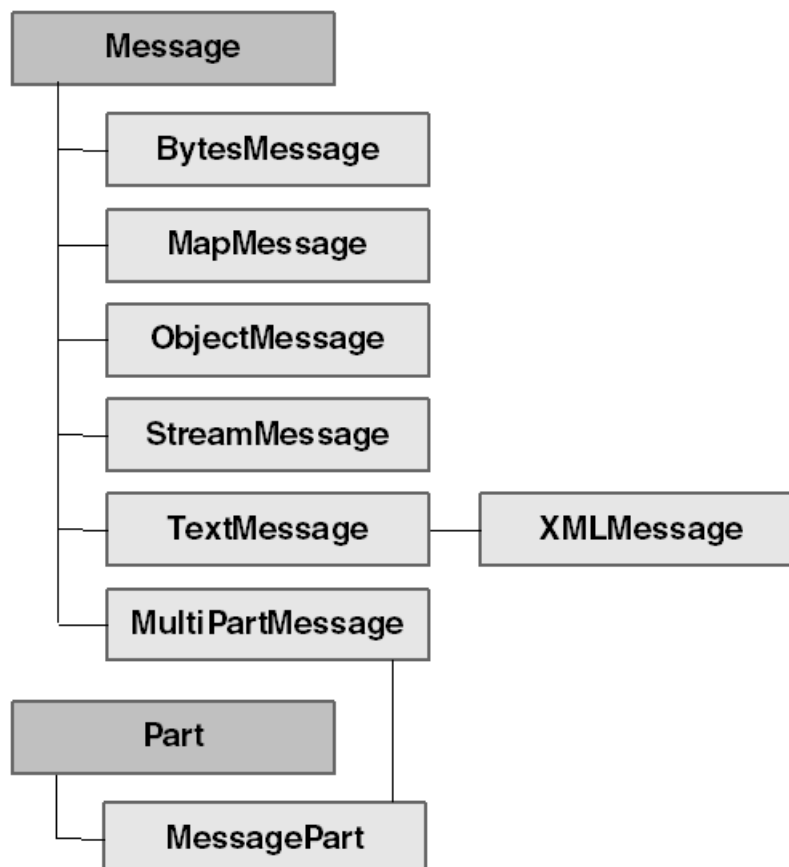 Message
BytesMessage
MapMessage
ObjectMessage
StreamMessage
TextMessage
XMLMessage
MultiPartMessage
Part
MessagePart